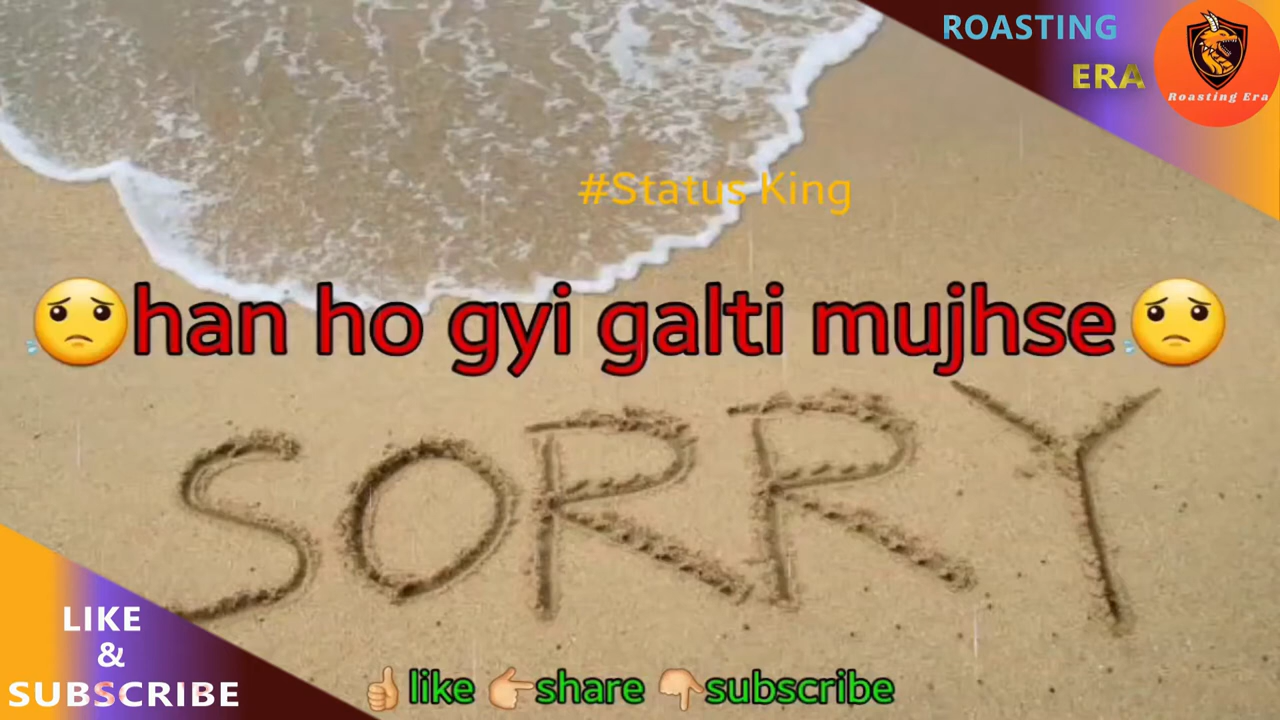 ROASTING
ERA
Roasting Era
#Status King
😟han ho gyi galti mujhse😟
SORRY
LIKE
&
SUBSCRIBE
👍like 👉share 👇subscribe